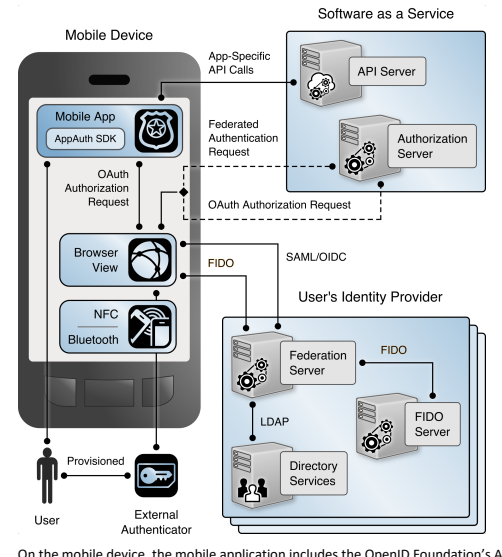 Software as a Service
Mobile Device
App-Specific
API Calls
API Server
Mobile App
AppAuth SDK
Federated
Authentication
Request
Authorization
Server
OAuth
Authorization
Request
OAuth Authorization Request
Browser
View
FIDO
SAML/OIDC
User's Identity Provider
NFC
Bluetooth
Federation
Server
FIDO
LDAP
FIDO
Server
Directory
Services
Provisioned
User
External
Authenticator
On the mobile device, the mobile application includes the OpenID Foundation's A